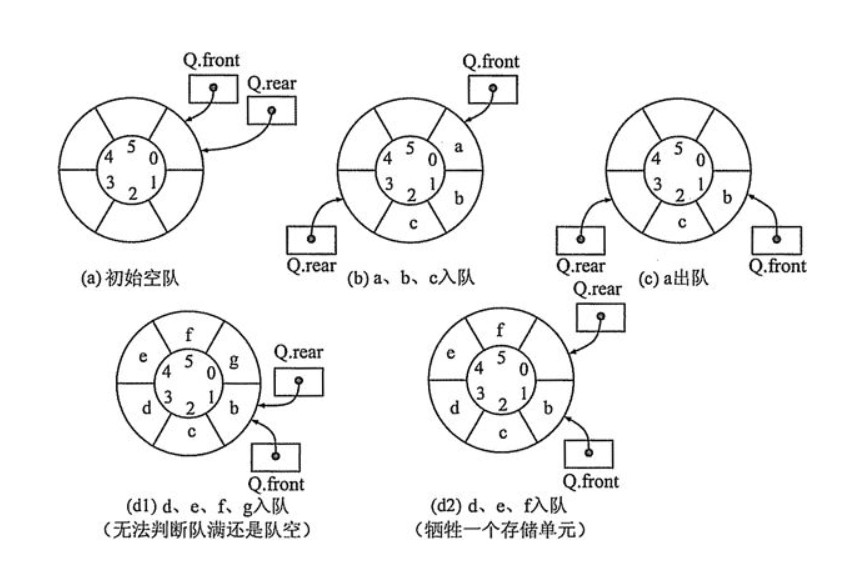 Q.front
Q.rear
5
4 0
3 1
2
(a) 初始空队
Q.front
a
5
4 0
3 1
2
b
c
Q.rear
(b) a、b、c入队
5
4 0
3 1
2
b
c
Q.rear
Q.front
(c) a出队
f
e
g
5
4 0
3 1
2
d
b
c
Q.rear
Q.front
(d1) d、e、f、g入队
（无法判断队满还是队空）
Q.rear
f
e
5
4 0
3 1
2
d
b
c
Q.front
(d2) d、e、f入队
（牺牲一个存储单元）